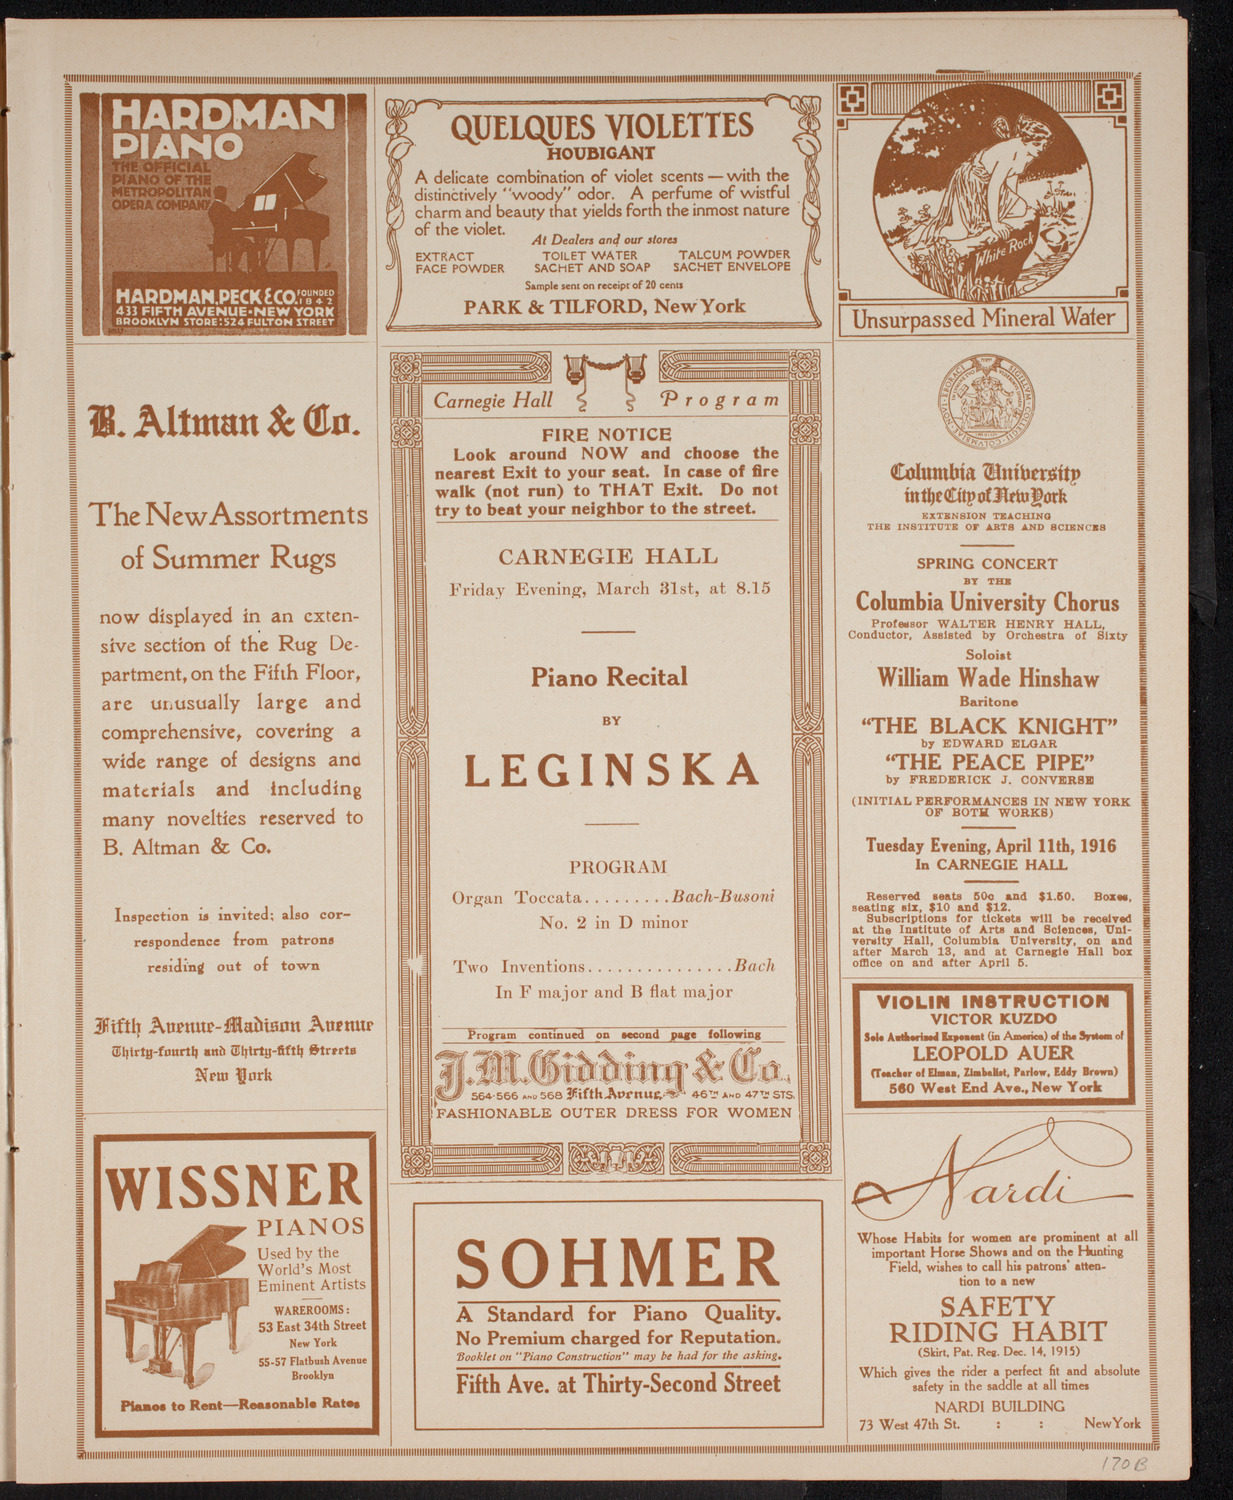 HARDMAN
PIANO
THE OFFICIAL
PIANO OF THE
METROPOLITAN
OPERA COMPANY
HARDMAN, PECK & CO. FOUNDED 1842
433 FIFTH AVENUE-NEW YORK
BROOKLYN STORE: 524 FULTON STREET
B. Altman & Co.
The New Assortments
of Summer Rugs
now displayed in an exten-
sive section of the Rug De-
partment, on the Fifth Floor,
are unusually large and
comprehensive, covering a
wide range of designs and
materials and including
many novelties reserved to
B. Altman & Co.
Inspection is invited; also cor-
respondence from patrons
residing out of town
Fifth Avenue-Madison Avenue
Thirty-fourth and Thirty-fifth Streets
New York
WISSNER
PIANOS
Used by the
World's Most
Eminent Artists
WAREROOMS:
53 East 34th Street
New York
55-57 Flatbush Avenue
Brooklyn
Pianos to Rent—Reasonable Rates
QUELQUES VIOLETTES
HOUBIGANT
A delicate combination of violet scents — with the
distinctively "woody" odor. A perfume of wistful
charm and beauty that yields forth the inmost nature
of the violet.
At Dealers and our stores
EXTRACT TOILET WATER TALCUM POWDER
FACE POWDER SACHET AND SOAP SACHET ENVELOPE
Sample sent on receipt of 20 cents
PARK & TILFORD, New York
Carnegie Hall Program
FIRE NOTICE
Look around NOW and choose the
nearest Exit to your seat. In case of fire
walk (not run) to THAT Exit. Do not
try to beat your neighbor to the street.
CARNEGIE HALL
Friday Evening, March 31st, at 8.15
Piano Recital
BY
LEGINSKA
PROGRAM
Organ Toccata.........Bach-Busoni
No. 2 in D minor
Two Inventions...............Bach
In F major and B flat major
Program continued on second page following
J. M. Gidding & Co.
564-566 AND 568 Fifth Avenue 46TH AND 47TH STS.
FASHIONABLE OUTER DRESS FOR WOMEN
SOHMER
A Standard for Piano Quality.
No Premium charged for Reputation.
Booklet on "Piano Construction" may be had for the asking.
Fifth Ave. at Thirty-Second Street
White Rock
Unsurpassed Mineral Water
Columbia University
in the City of New York
EXTENSION TEACHING
THE INSTITUTE OF ARTS AND SCIENCES
SPRING CONCERT
BY THE
Columbia University Chorus
Professor WALTER HENRY HALL,
Conductor, Assisted by Orchestra of Sixty
Soloist
William Wade Hinshaw
Baritone
"THE BLACK KNIGHT"
by EDWARD ELGAR
"THE PEACE PIPE"
by FREDERICK J. CONVERSE
(INITIAL PERFORMANCES IN NEW YORK
OF BOTH WORKS)
Tuesday Evening, April 11th, 1916
In CARNEGIE HALL
Reserved seats 50c and $1.50. Boxes,
seating six, $10 and $12.
Subscriptions for tickets will be received
at the Institute of Arts and Sciences, Uni-
versity Hall, Columbia University, on and
after March 13, and at Carnegie Hall box
office on and after April 5.
VIOLIN INSTRUCTION
VICTOR KUZDO
Sole Authorized Exponent (in America) of the System of
LEOPOLD AUER
(Teacher of Elman, Zimbalist, Parlow, Eddy Brown)
560 West End Ave., New York
Nardi
Whose Habits for women are prominent at all
important Horse Shows and on the Hunting
Field, wishes to call his patrons' atten-
tion to a new
SAFETY
RIDING HABIT
(Skirt, Pat. Reg. Dec. 14, 1915)
Which gives the rider a perfect fit and absolute
safety in the saddle at all times
NARDI BUILDING
73 West 47th St. : : New York
170B